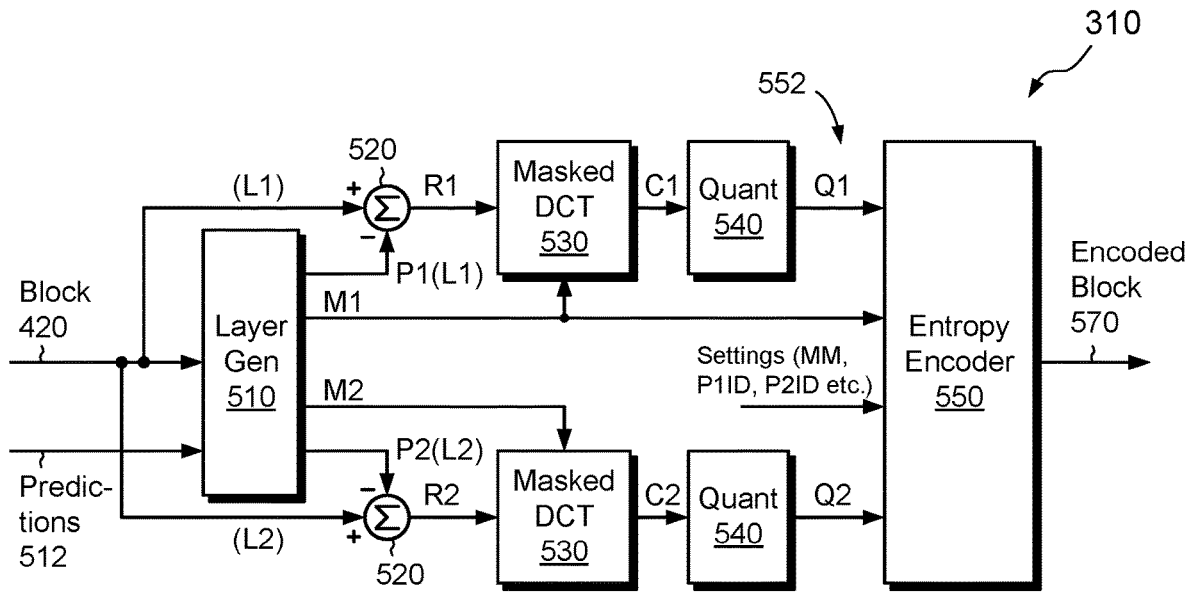 310
552
520
(L1)
+
Σ
−
R1
Masked
DCT
530
C1
Quant
540
Q1
P1(L1)
Block
420
M1
Layer
Gen
510
Entropy
Encoder
550
Encoded
Block
570
Settings (MM,
P1ID, P2ID etc.)
M2
P2(L2)
Predic-
tions
512
(L2)
−
Σ
+
520
R2
Masked
DCT
530
C2
Quant
540
Q2